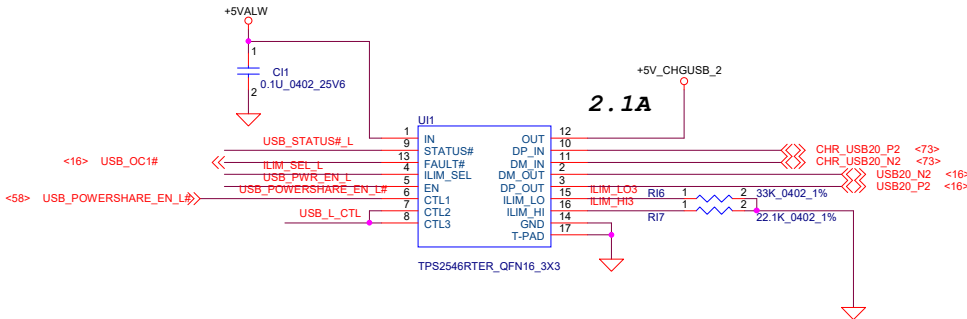 +5VALW
1
CI1
0.1U_0402_25V6
2
+5V_CHGUSB_2
2.1A
UI1
1 IN OUT 12
USB_STATUS#_L 9 STATUS# DP_IN 10 CHR_USB20_P2 <73>
<16> USB_OC1# 13 FAULT# DM_IN 11 CHR_USB20_N2 <73>
ILIM_SEL_L 4 ILIM_SEL DM_OUT 2 USB20_N2 <16>
USB_PWR_EN_L 5 EN DP_OUT 3 USB20_P2 <16>
<58> USB_POWERSHARE_EN_L# USB_POWERSHARE_EN_L# 6 CTL1 ILIM_LO 15 ILIM_LO3 RI6 1 2 33K_0402_1%
7 CTL2 ILIM_HI 16 ILIM_HI3 RI7 1 2 22.1K_0402_1%
USB_L_CTL 8 CTL3 GND 14
T-PAD 17
TPS2546RTER_QFN16_3X3